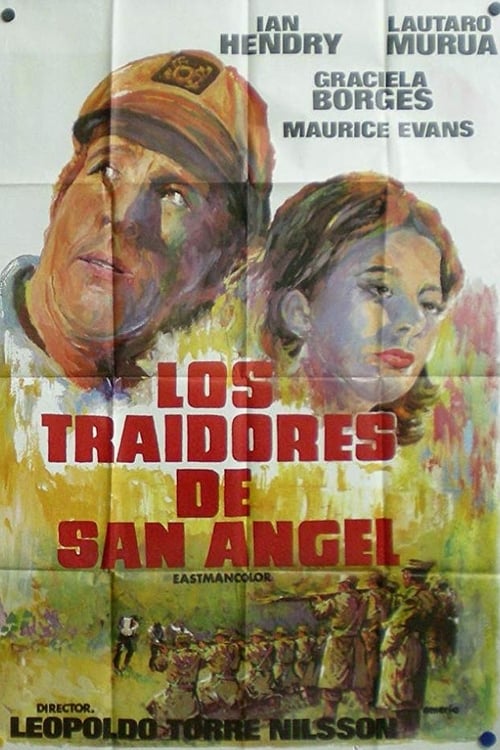 IAN
HENDRY
LAUTARO
MURUA
GRACIELA
BORGES
MAURICE EVANS
LOS
TRAIDORES
DE
SAN ANGEL
EASTMANCOLOR
DIRECTOR.
LEOPOLDO TORRE NILSSON